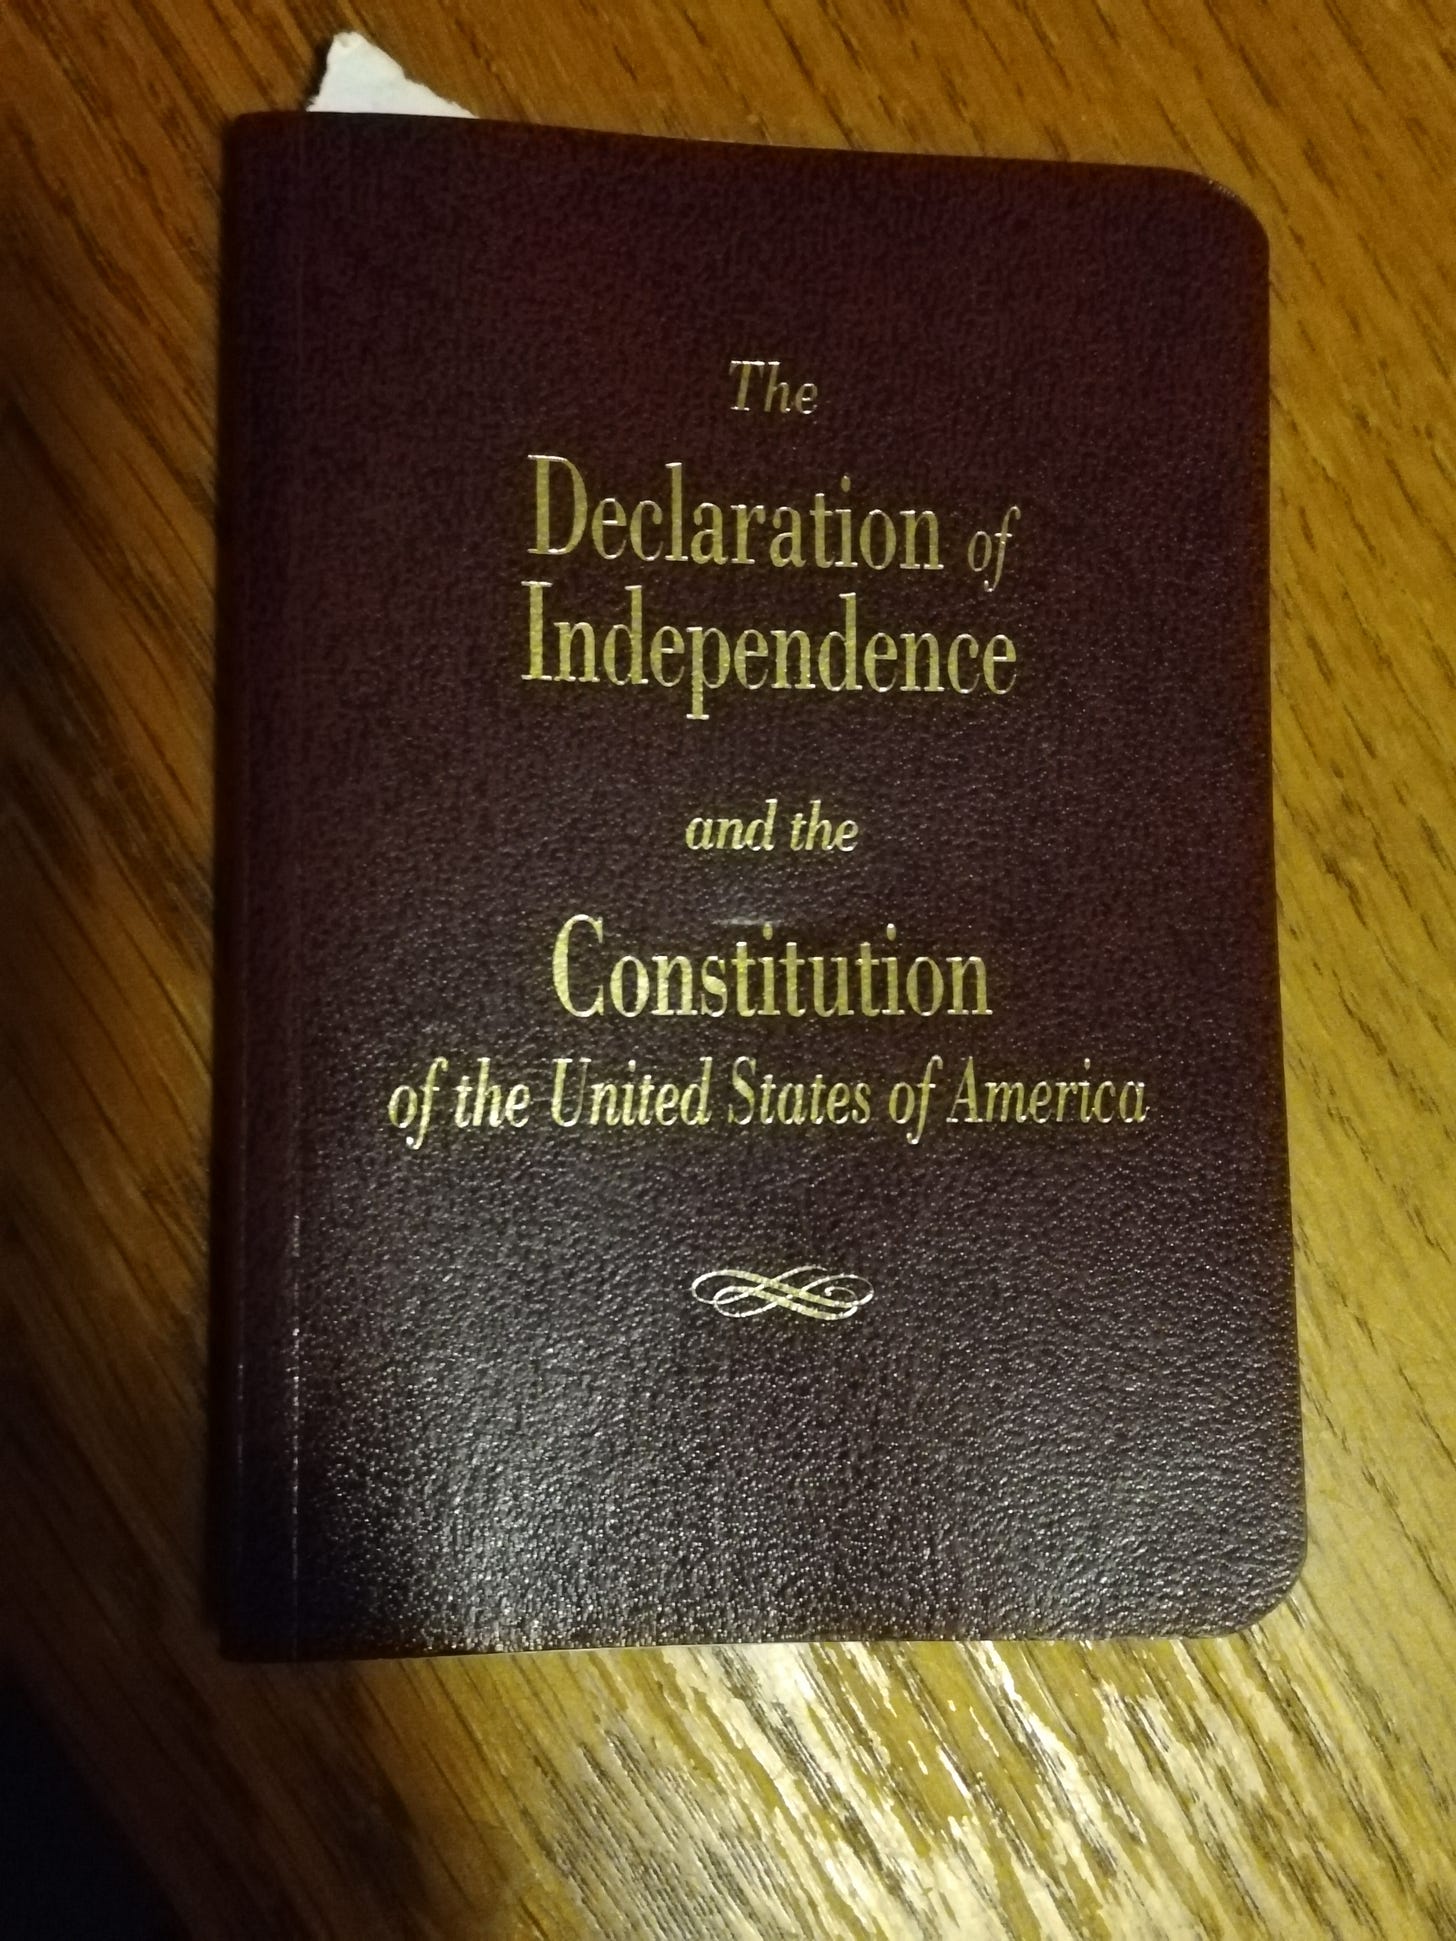 The
Declaration of
Independence
and the
Constitution
of the United States of America